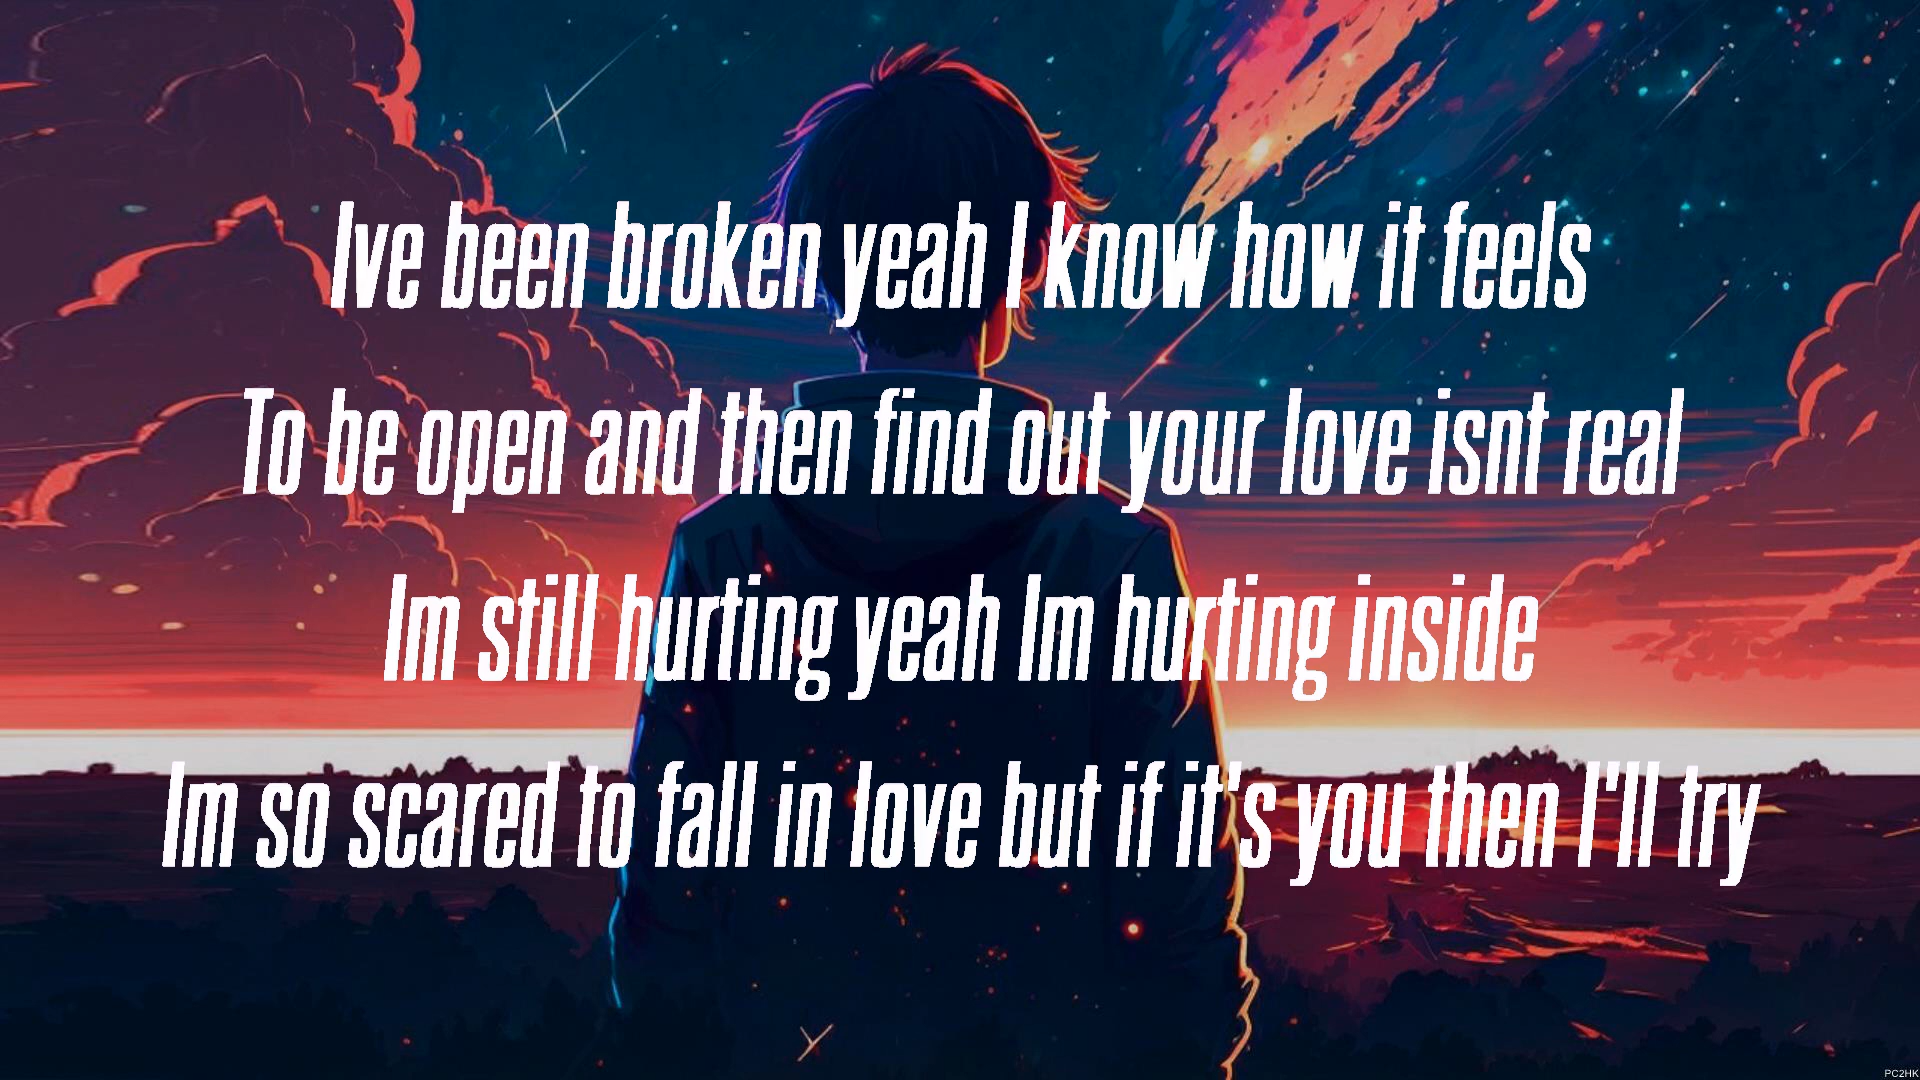 Ive been broken yeah I know how it feels
To be open and then find out your love isnt real
Im still hurting yeah Im hurting inside
Im so scared to fall in love but if it's you then I'll try
PC2HK